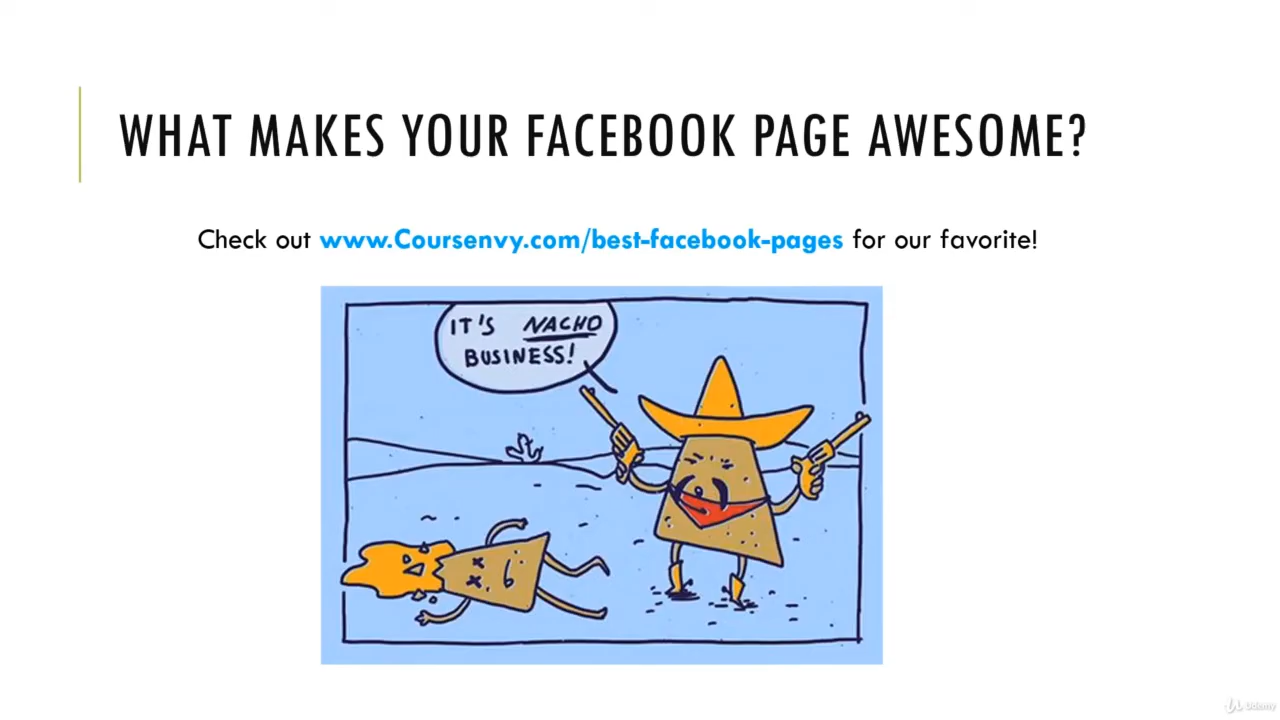 WHAT MAKES YOUR FACEBOOK PAGE AWESOME?
Check out www.Coursenvy.com/best-facebook-pages for our favorite!
IT'S NACHO
BUSINESS!
Udemy